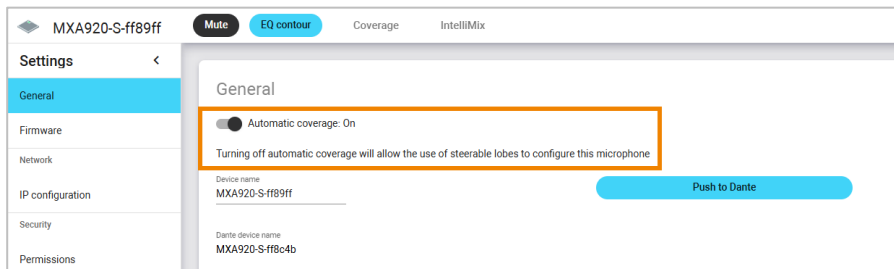 MXA920-S-ff89ff
Mute
EQ contour
Coverage
IntelliMix
Settings
General
Firmware
Network
IP configuration
Security
Permissions
General
Automatic coverage: On
Turning off automatic coverage will allow the use of steerable lobes to configure this microphone
Device name
MXA920-S-ff89ff
Push to Dante
Dante device name
MXA920-S-ff8c4b